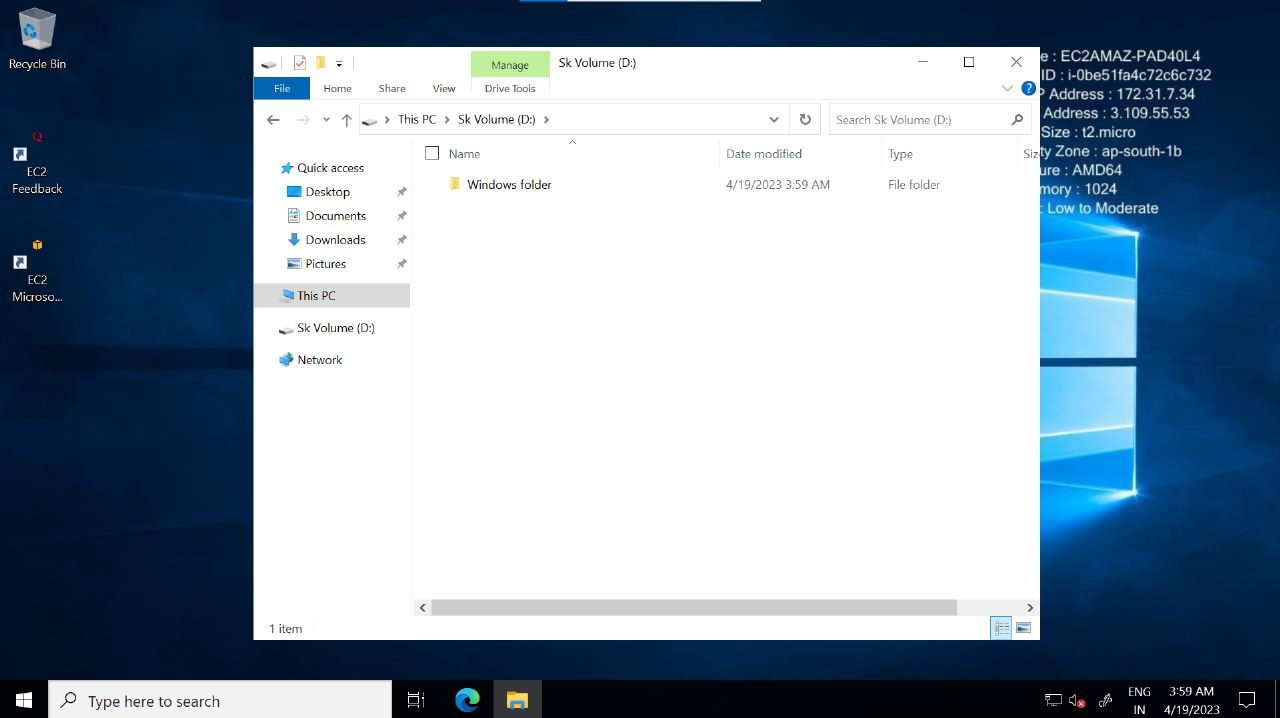 Recycle Bin
EC2
Feedback
EC2
Microso...
Manage
Sk Volume (D:)
File
Home
Share
View
Drive Tools
This PC
Sk Volume (D:)
Search Sk Volume (D:)
Quick access
Desktop
Documents
Downloads
Pictures
This PC
Sk Volume (D:)
Network
Name
Date modified
Type
Siz
Windows folder
4/19/2023 3:59 AM
File folder
1 item
e : EC2AMAZ-PAD40L4
ID : i-0be51fa4c72c6c732
P Address : 172.31.7.34
Address : 3.109.55.53
Size : t2.micro
ty Zone : ap-south-1b
ure : AMD64
mory : 1024
: Low to Moderate
Type here to search
ENG
IN
3:59 AM
4/19/2023